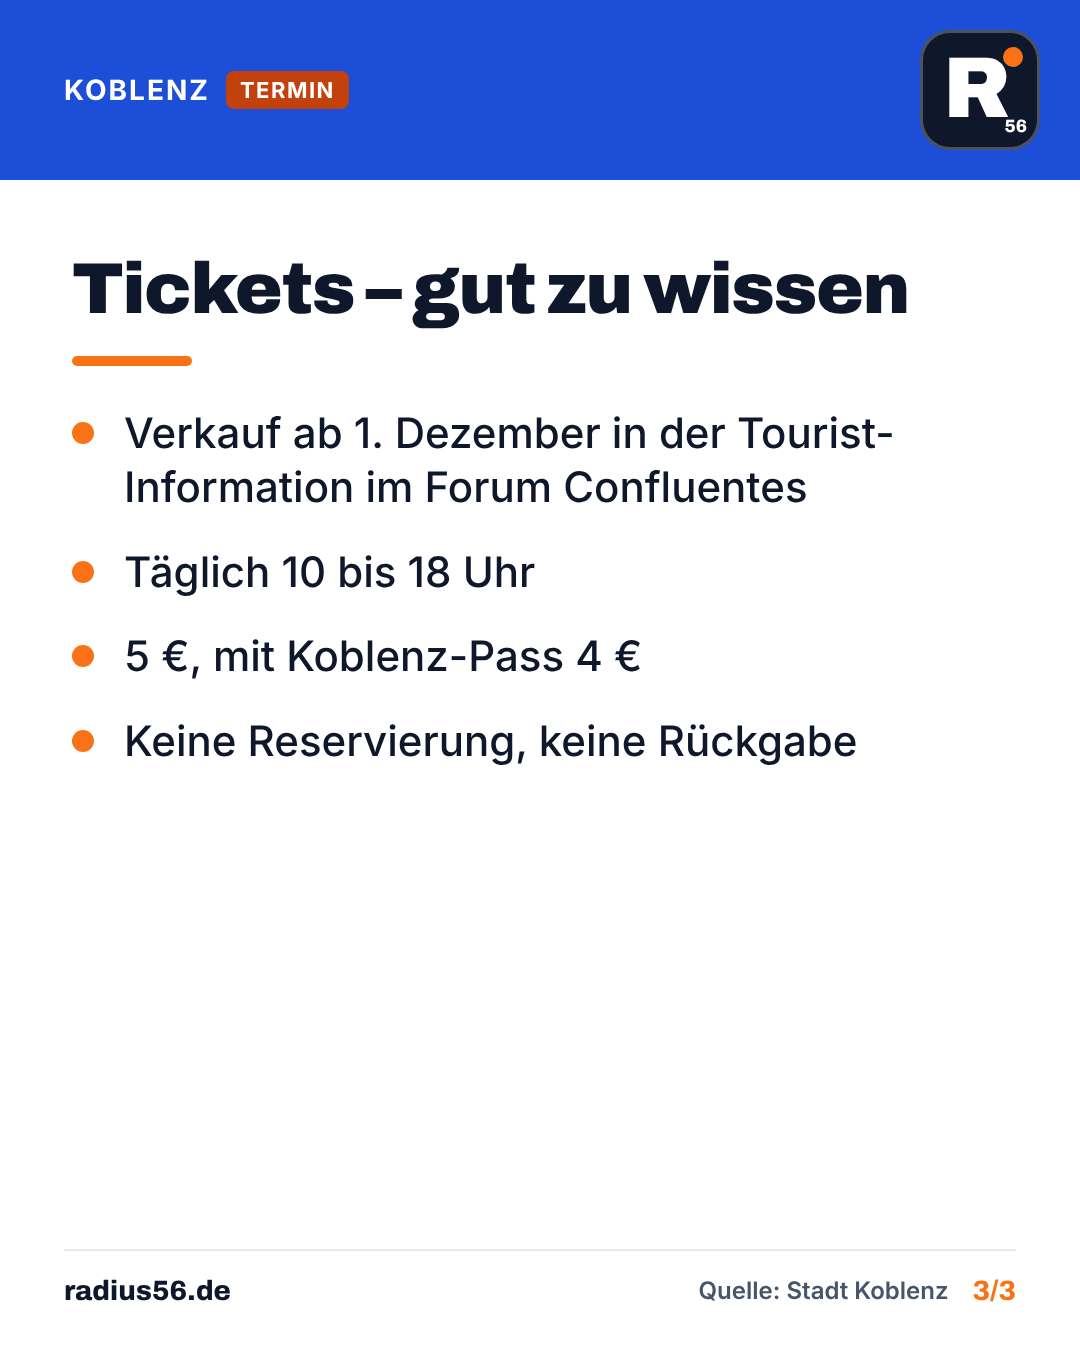 KOBLENZ TERMIN
R
56
Tickets – gut zu wissen
Verkauf ab 1. Dezember in der Tourist-
Information im Forum Confluentes
Täglich 10 bis 18 Uhr
5 €, mit Koblenz-Pass 4 €
Keine Reservierung, keine Rückgabe
radius56.de
Quelle: Stadt Koblenz 3/3